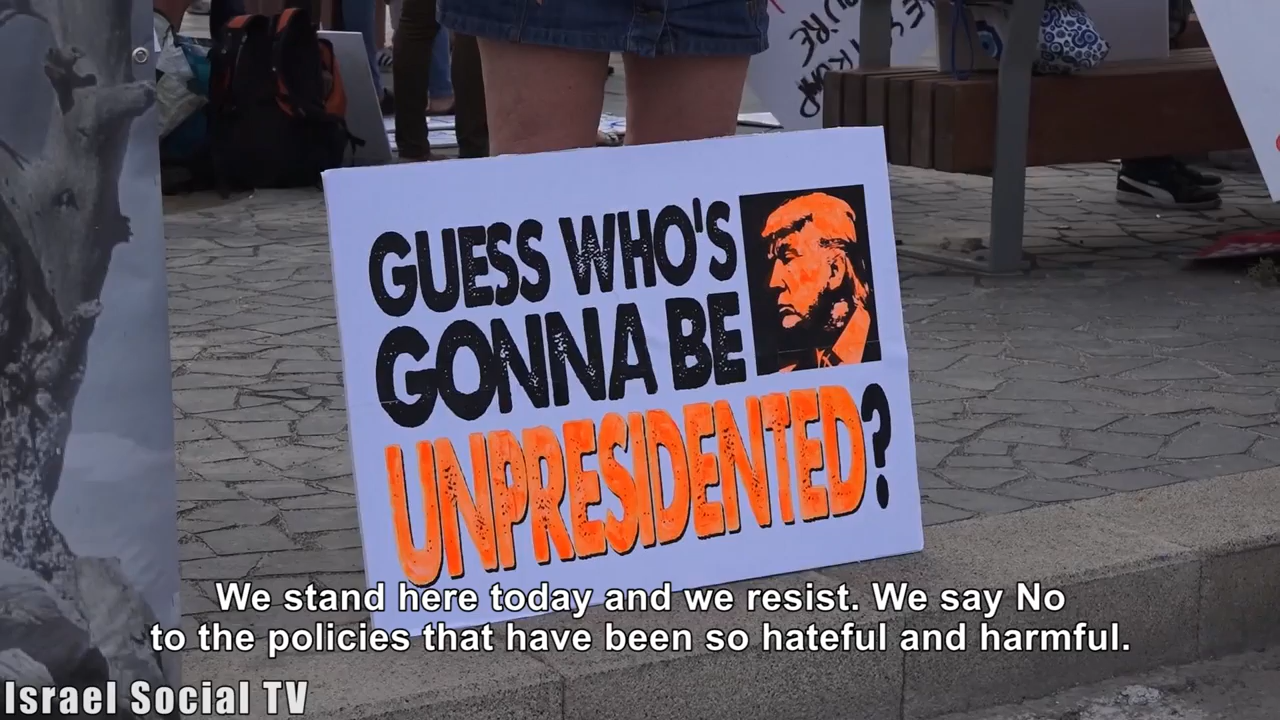 GUESS WHO'S
GONNA BE
UNPRESIDENTED?
We stand here today and we resist. We say No
to the policies that have been so hateful and harmful.
Israel Social TV